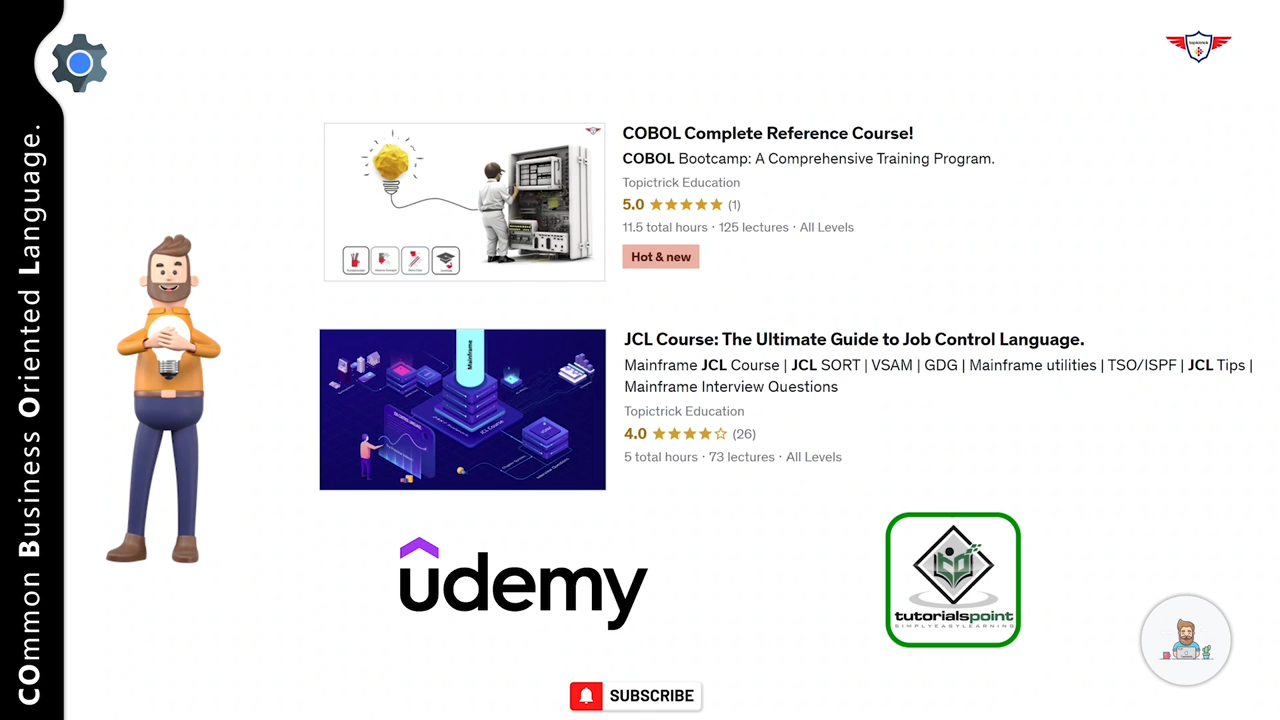 COmmon Business Oriented Language.
topictrick
COBOL Complete Reference Course!
COBOL Bootcamp: A Comprehensive Training Program.
Topictrick Education
5.0 ★★★★★ (1)
11.5 total hours · 125 lectures · All Levels
Hot & new
Mainframe
JCL Course
JCL Course: The Ultimate Guide to Job Control Language.
Mainframe JCL Course | JCL SORT | VSAM | GDG | Mainframe utilities | TSO/ISPF | JCL Tips |
Mainframe Interview Questions
Topictrick Education
4.0 ★★★★☆ (26)
5 total hours · 73 lectures · All Levels
udemy
tutorialspoint
SIMPLYEASYLEARNING
SUBSCRIBE